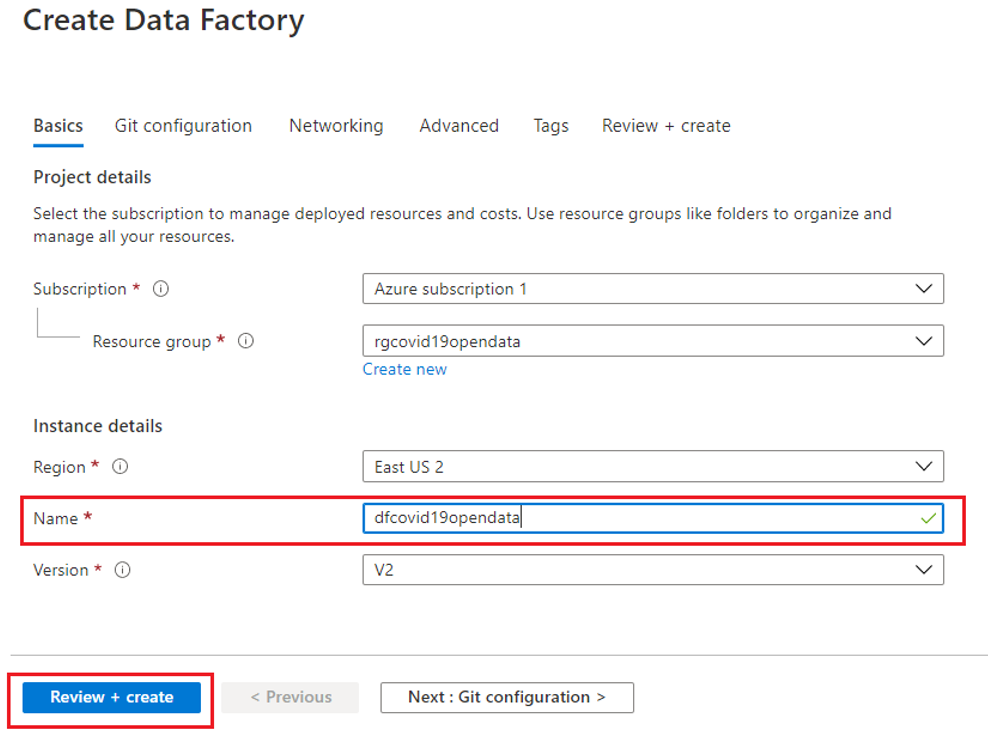 Create Data Factory
Basics Git configuration Networking Advanced Tags Review + create
Project details
Select the subscription to manage deployed resources and costs. Use resource groups like folders to organize and
manage all your resources.
Subscription * Azure subscription 1
Resource group * rgcovid19opendata
Create new
Instance details
Region * East US 2
Name * dfcovid19opendata
Version * V2
Review + create < Previous Next : Git configuration >